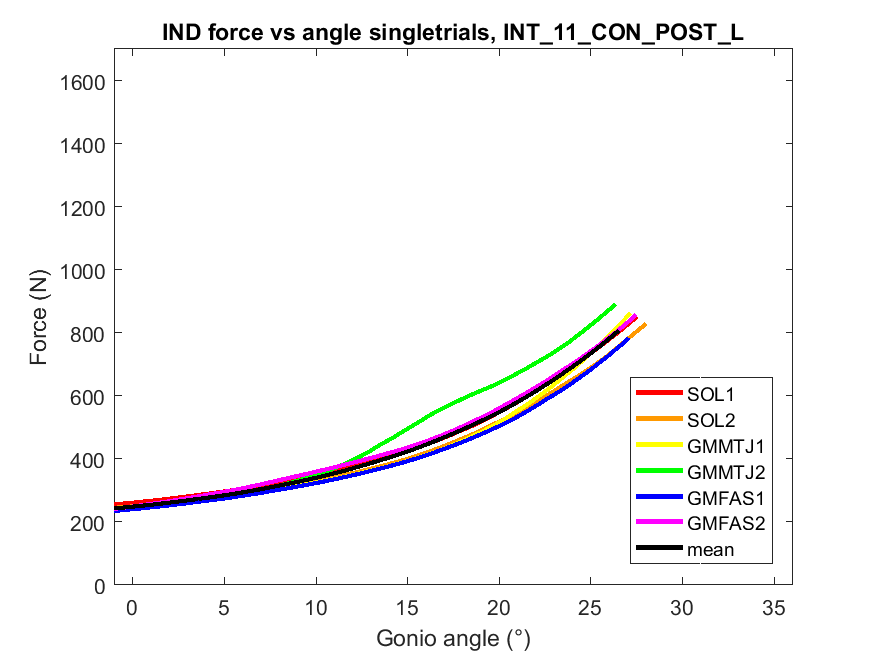 IND force vs angle singletrials, INT_11_CON_POST_L
Force (N)
1600
1400
1200
1000
800
600
400
200
0
0 5 10 15 20 25 30 35
Gonio angle (°)
SOL1
SOL2
GMMTJ1
GMMTJ2
GMFAS1
GMFAS2
mean